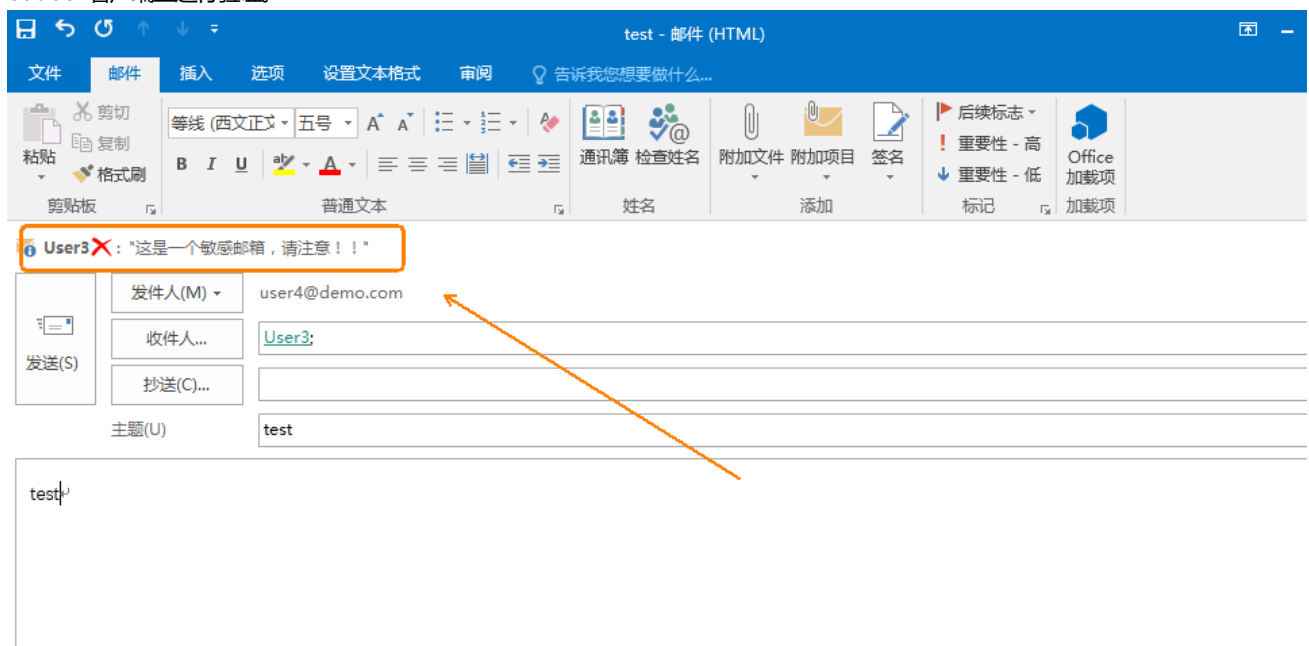 test - 邮件 (HTML)
文件 邮件 插入 选项 设置文本格式 审阅 告诉我您想要做什么...
剪切
复制
粘贴
格式刷
剪贴板
等线 (西文正文 五号
B I U
普通文本
通讯簿 检查姓名
姓名
附加文件 附加项目 签名
添加
后续标志
重要性 - 高
重要性 - 低
标记
Office
加载项
加载项
User3 : "这是一个敏感邮箱，请注意！！"
发送(S)
发件人(M) user4@demo.com
收件人... User3;
抄送(C)...
主题(U) test
test